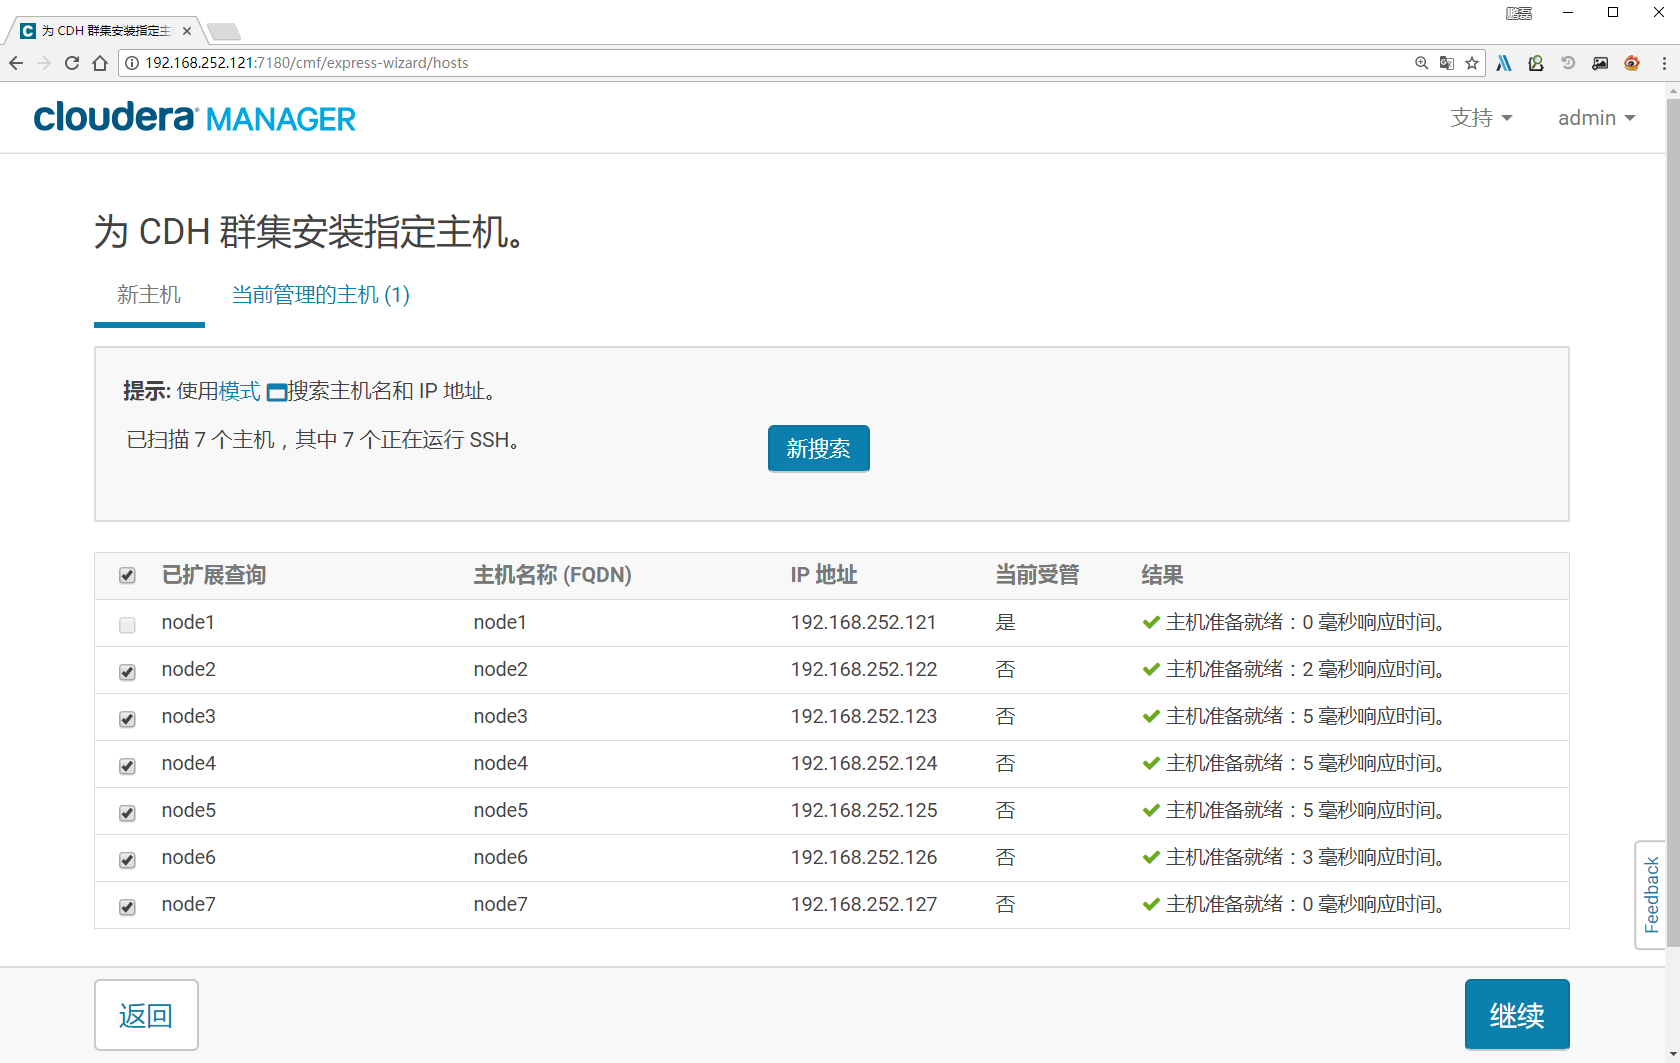 鹏磊
为 CDH 群集安装指定主
192.168.252.121:7180/cmf/express-wizard/hosts
cloudera MANAGER
支持
admin
为 CDH 群集安装指定主机。
新主机
当前管理的主机 (1)
提示: 使用模式 搜索主机名和 IP 地址。
已扫描 7 个主机，其中 7 个正在运行 SSH。
新搜索
已扩展查询 主机名称 (FQDN) IP 地址 当前受管 结果
node1 node1 192.168.252.121 是 主机准备就绪：0 毫秒响应时间。
node2 node2 192.168.252.122 否 主机准备就绪：2 毫秒响应时间。
node3 node3 192.168.252.123 否 主机准备就绪：5 毫秒响应时间。
node4 node4 192.168.252.124 否 主机准备就绪：5 毫秒响应时间。
node5 node5 192.168.252.125 否 主机准备就绪：5 毫秒响应时间。
node6 node6 192.168.252.126 否 主机准备就绪：3 毫秒响应时间。
node7 node7 192.168.252.127 否 主机准备就绪：0 毫秒响应时间。
Feedback
返回
继续